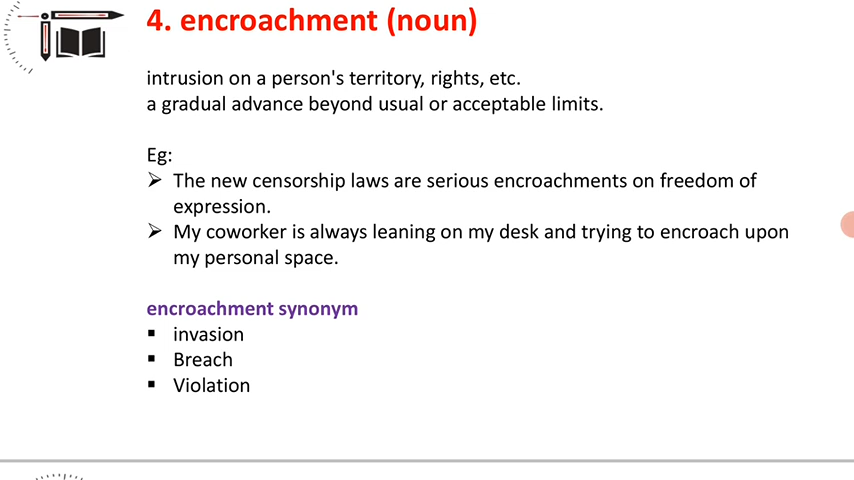 4. encroachment (noun)
intrusion on a person's territory, rights, etc.
a gradual advance beyond usual or acceptable limits.
Eg:
➢ The new censorship laws are serious encroachments on freedom of
expression.
➢ My coworker is always leaning on my desk and trying to encroach upon
my personal space.
encroachment synonym
▪ invasion
▪ Breach
▪ Violation